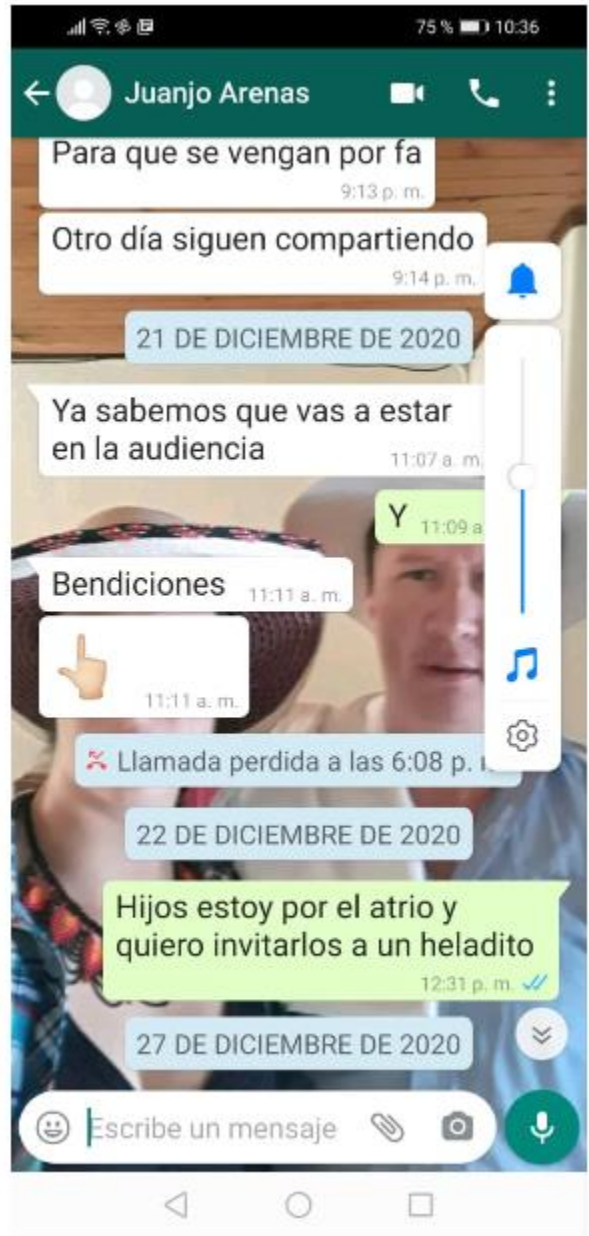 75 % 10:36
Juanjo Arenas
Para que se vengan por fa
9:13 p. m.
Otro día siguen compartiendo
9:14 p. m.
21 DE DICIEMBRE DE 2020
Ya sabemos que vas a estar
en la audiencia
11:07 a. m.
Y 11:09 a
Bendiciones 11:11 a. m.
11:11 a. m.
Llamada perdida a las 6:08 p.
22 DE DICIEMBRE DE 2020
Hijos estoy por el atrio y
quiero invitarlos a un heladito
12:31 p. m.
27 DE DICIEMBRE DE 2020
Escribe un mensaje